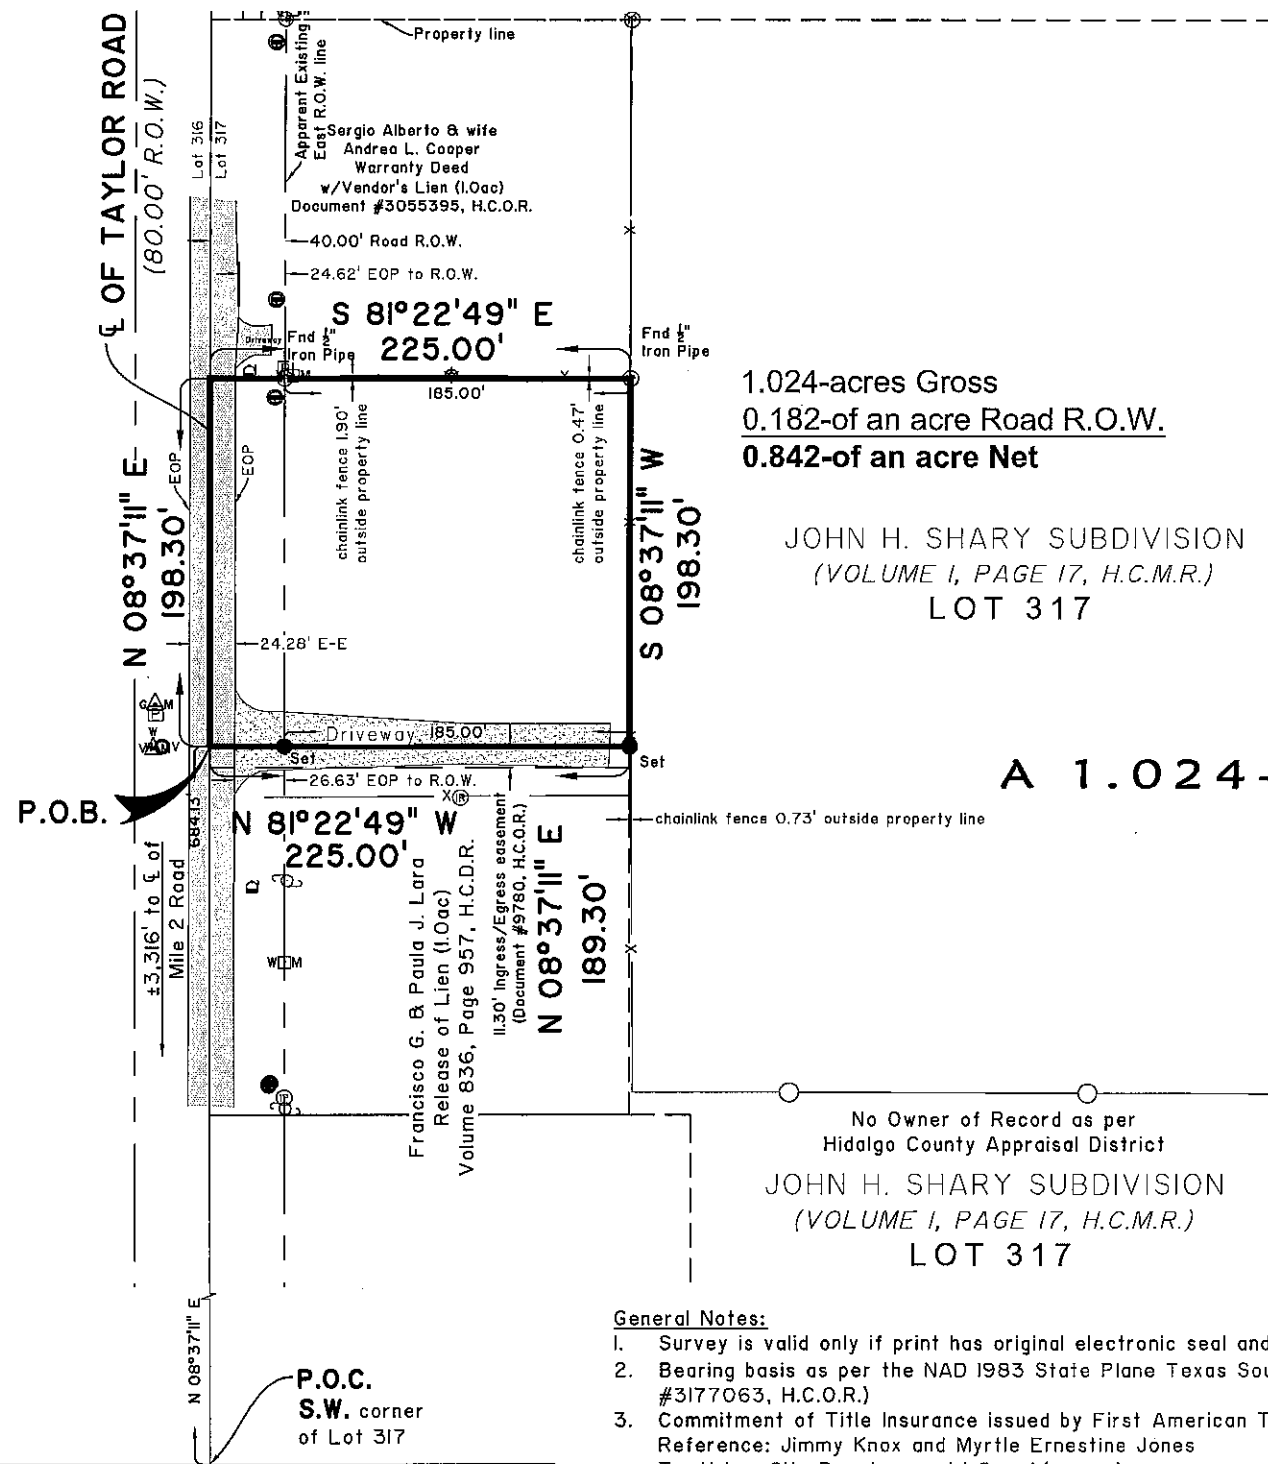 Property line
℄ OF TAYLOR ROAD
(80.00' R.O.W.)
Lot 316
Lot 317
Apparent Existing
East R.O.W. line
Sergio Alberto & wife
Andrea L. Cooper
Warranty Deed
w/Vendor's Lien (1.0ac)
Document #3055395, H.C.O.R.
40.00' Road R.O.W.
24.62' EOP to R.O.W.
S 81°22'49" E
225.00'
Driveway
Fnd ½"
Iron Pipe
Fnd ½"
Iron Pipe
185.00'
1.024-acres Gross
0.182-of an acre Road R.O.W.
0.842-of an acre Net
N 08°37'11" E
198.30'
EOP
EOP
chainlink fence 1.90'
outside property line
chainlink fence 0.47'
outside property line
S 08°37'11" W
198.30'
JOHN H. SHARY SUBDIVISION
(VOLUME 1, PAGE 17, H.C.M.R.)
LOT 317
24.28' E-E
G M
P
W
Driveway
185.00'
Set
Set
26.63' EOP to R.O.W.
A 1.024-
P.O.B.
684.13'
N 81°22'49" W
225.00'
chainlink fence 0.73' outside property line
±3,316' to ℄ of
Mile 2 Road
Francisco G. & Paula J. Lara
Release of Lien (1.0ac)
Volume 836, Page 957, H.C.D.R.
11.30' Ingress/Egress easement
(Document #9780, H.C.O.R.)
N 08°37'11" E
189.30'
W M
No Owner of Record as per
Hidalgo County Appraisal District
JOHN H. SHARY SUBDIVISION
(VOLUME 1, PAGE 17, H.C.M.R.)
LOT 317
N 08°37'11" E
P.O.C.
S.W. corner
of Lot 317
General Notes:
1. Survey is valid only if print has original electronic seal and
2. Bearing basis as per the NAD 1983 State Plane Texas Sou
#3177063, H.C.O.R.)
3. Commitment of Title Insurance issued by First American T
Reference: Jimmy Knox and Myrtle Ernestine Jones